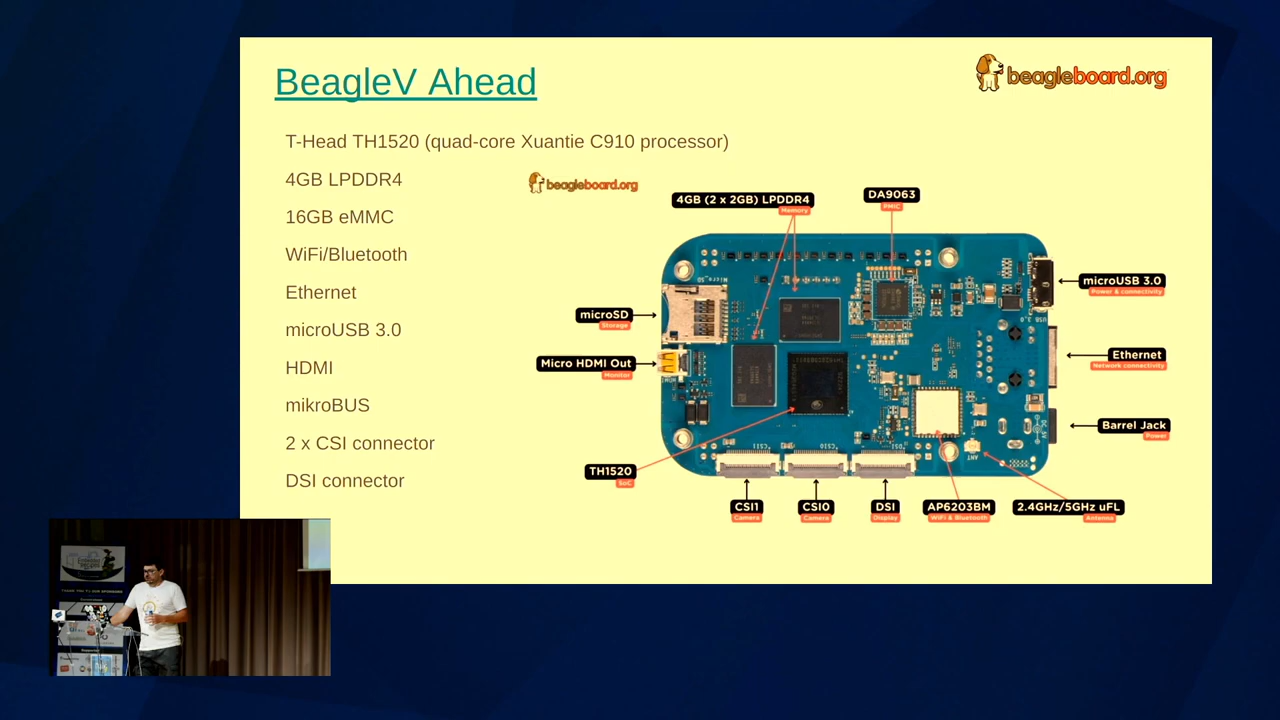 BeagleV Ahead
beagleboard.org
T-Head TH1520 (quad-core Xuantie C910 processor)
4GB LPDDR4
16GB eMMC
WiFi/Bluetooth
Ethernet
microUSB 3.0
HDMI
mikroBUS
2 x CSI connector
DSI connector
beagleboard.org
4GB (2 x 2GB) LPDDR4
Memory
DA9063
PMIC
microUSB 3.0
Power & connectivity
microSD
Storage
Ethernet
Network connectivity
Micro HDMI Out
Monitor
Barrel Jack
Power
TH1520
SoC
CSI1
Camera
CSI0
Camera
DSI
Display
AP6203BM
WiFi & Bluetooth
2.4GHz/5GHz uFL
Antenna